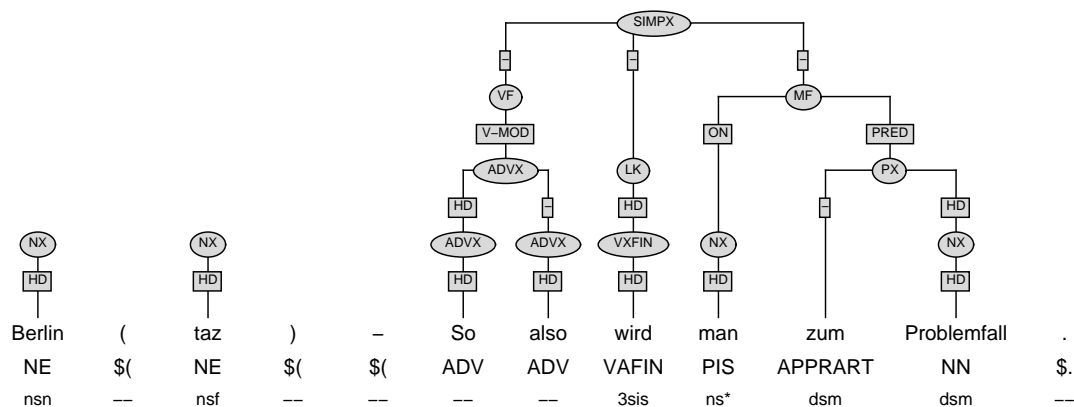 SIMPX
– – –
VF MF
V–MOD ON PRED
ADVX LK PX
HD – HD – HD
NX NX ADVX ADVX VXFIN NX NX
HD HD HD HD HD HD HD
Berlin ( taz ) – So also wird man zum Problemfall .
NE $( NE $( $( ADV ADV VAFIN PIS APPRART NN $.
nsn –– nsf –– –– –– –– 3sis ns* dsm dsm ––